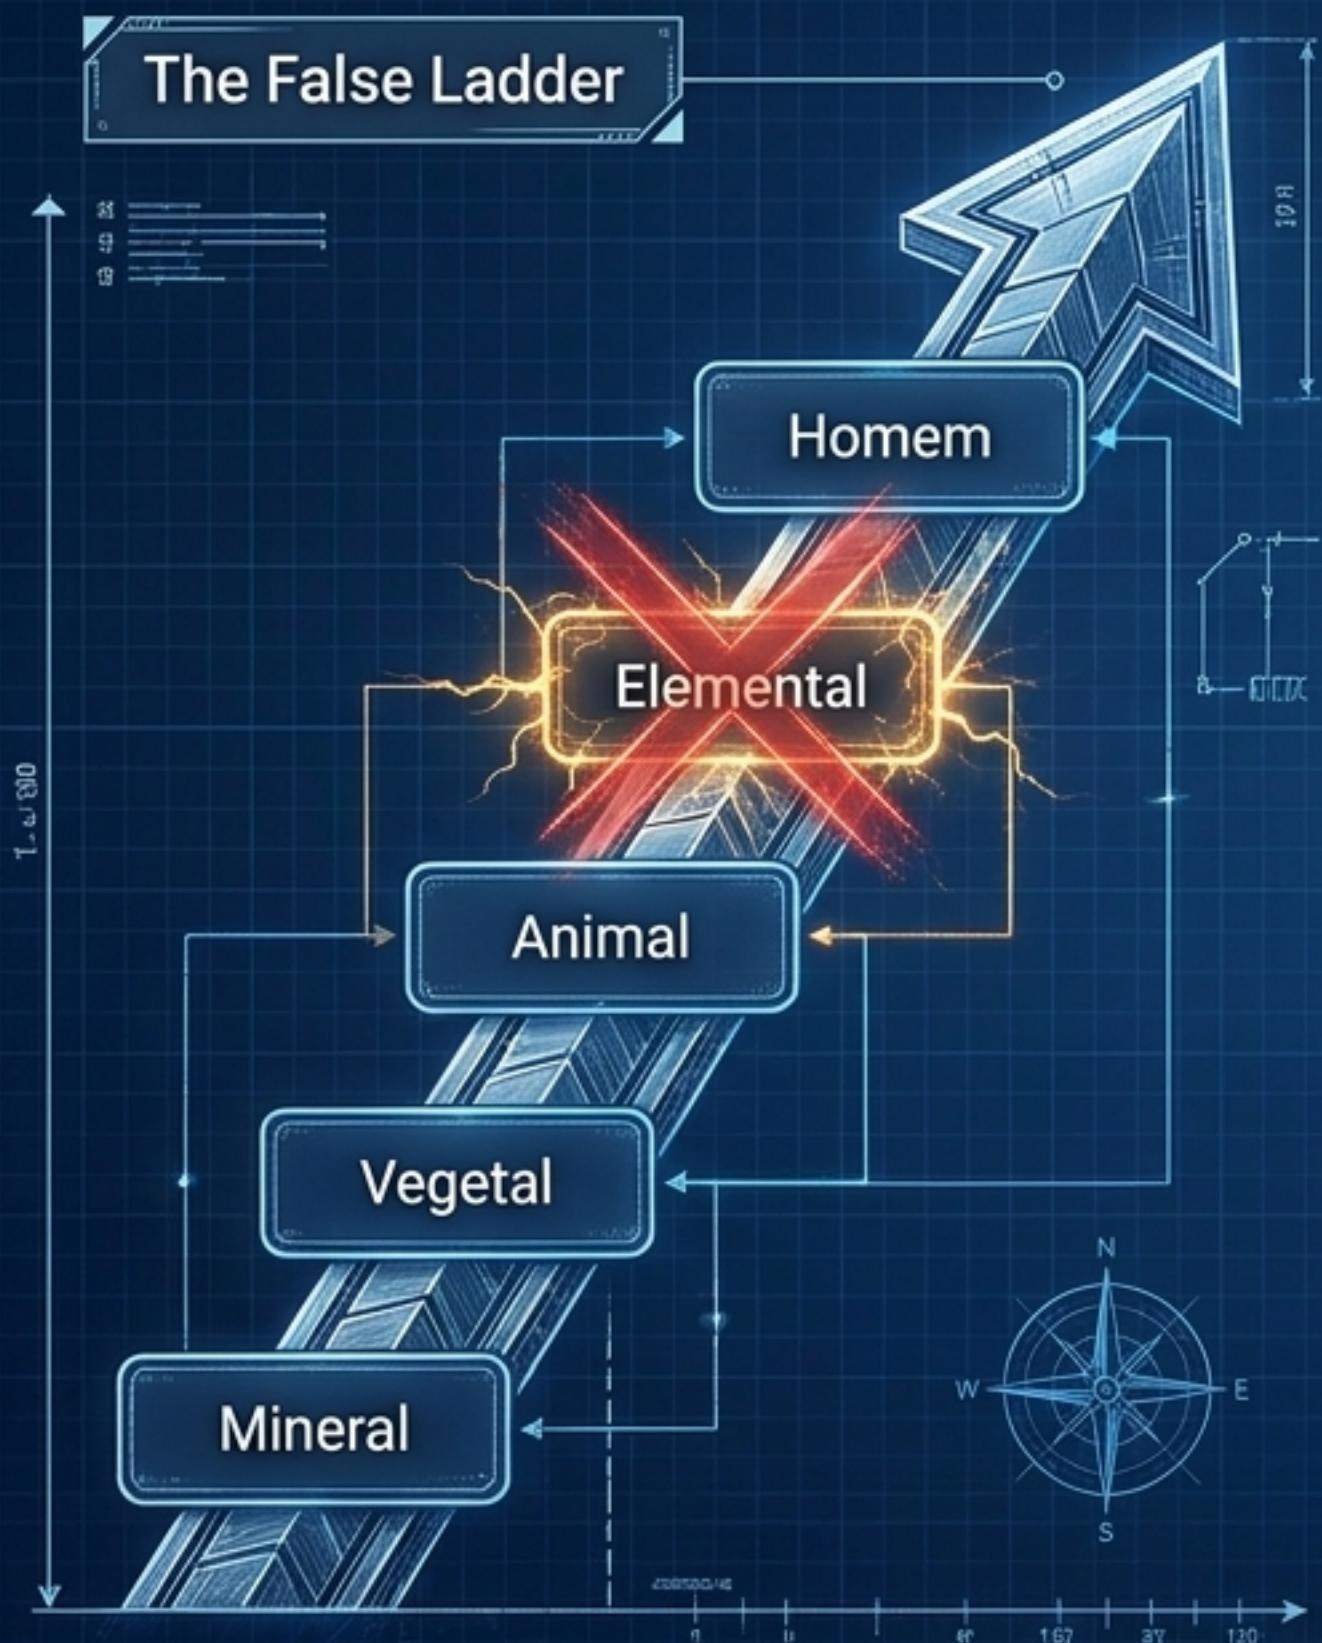 The False Ladder
Homem
Elemental
Animal
Vegetal
Mineral
N
W
E
S